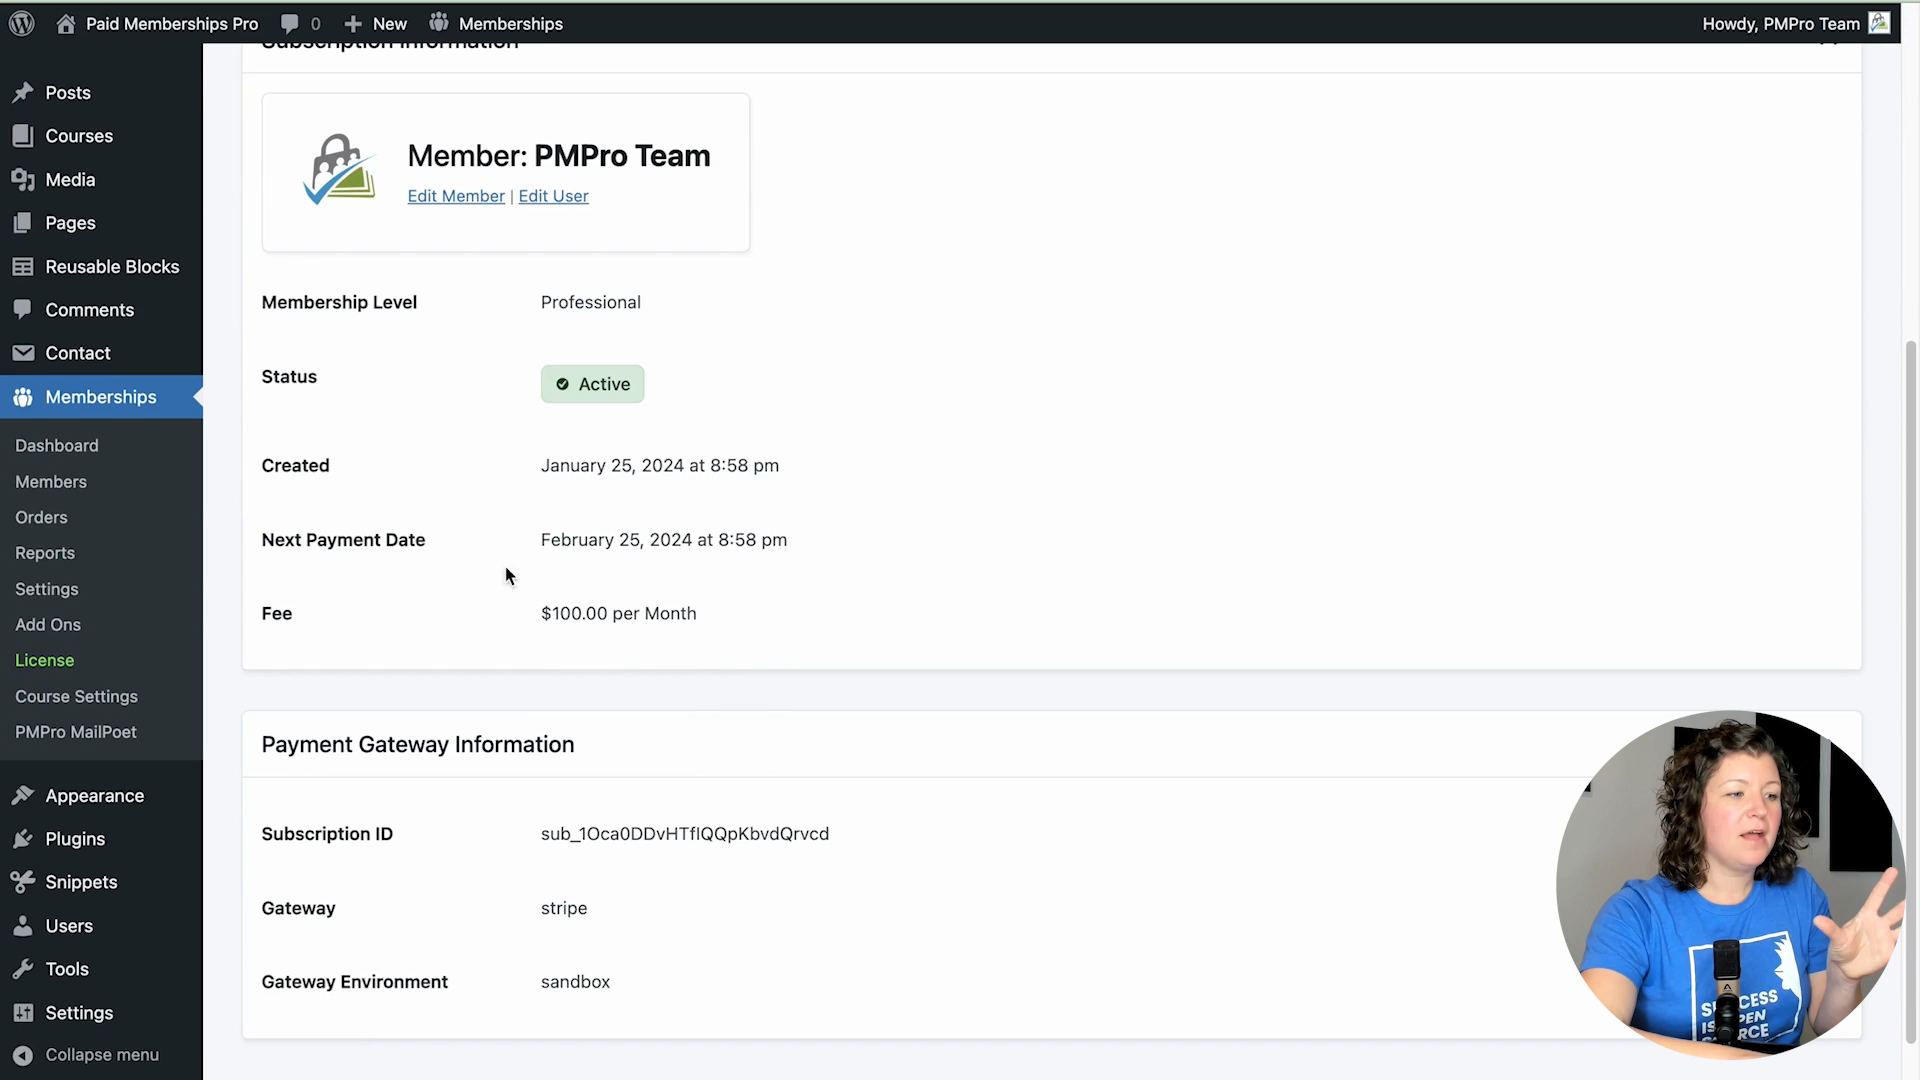 Paid Memberships Pro
0
New
Memberships
Howdy, PMPro Team
Posts
Courses
Media
Pages
Reusable Blocks
Comments
Contact
Memberships
Dashboard
Members
Orders
Reports
Settings
Add Ons
License
Course Settings
PMPro MailPoet
Appearance
Plugins
Snippets
Users
Tools
Settings
Collapse menu
Subscription Information
Member: PMPro Team
Edit Member | Edit User
Membership Level Professional
Status Active
Created January 25, 2024 at 8:58 pm
Next Payment Date February 25, 2024 at 8:58 pm
Fee $100.00 per Month
Payment Gateway Information
Subscription ID sub_1Oca0DDvHTflQQpKbvdQrvcd
Gateway stripe
Gateway Environment sandbox